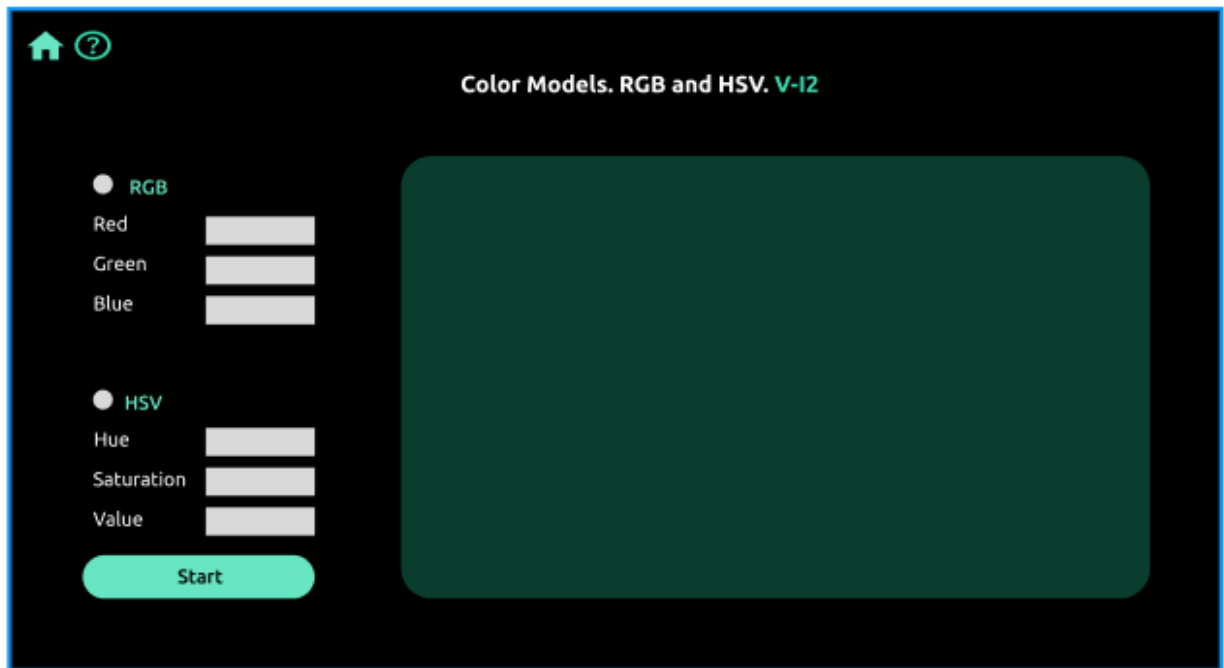 ?
Color Models. RGB and HSV. V-I2
RGB
Red
Green
Blue
HSV
Hue
Saturation
Value
Start